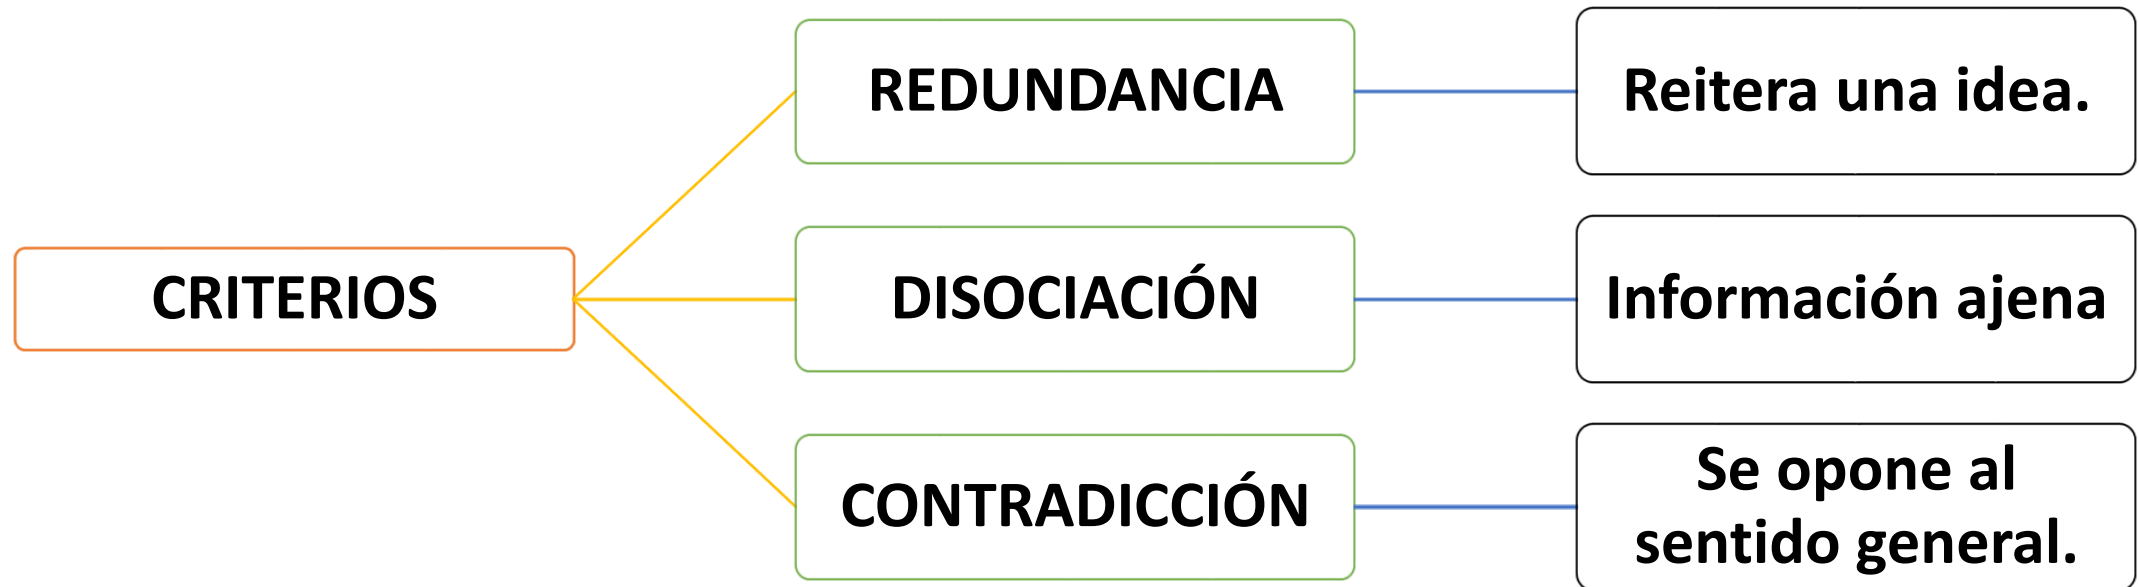 CRITERIOS
REDUNDANCIA
Reitera una idea.
DISOCIACIÓN
Información ajena
CONTRADICCIÓN
Se opone al
sentido general.